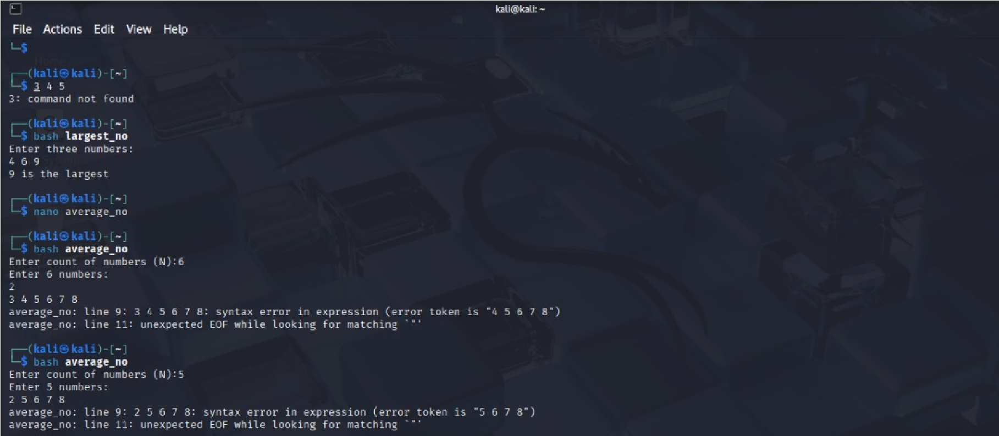 kali@kali: ~
File Actions Edit View Help
└─$
┌──(kali㉿kali)-[~]
└─$ 3 4 5
3: command not found
┌──(kali㉿kali)-[~]
└─$ bash largest_no
Enter three numbers:
4 6 9
9 is the largest
┌──(kali㉿kali)-[~]
└─$ nano average_no
┌──(kali㉿kali)-[~]
└─$ bash average_no
Enter count of numbers (N):6
Enter 6 numbers:
2
3 4 5 6 7 8
average_no: line 9: 3 4 5 6 7 8: syntax error in expression (error token is "4 5 6 7 8")
average_no: line 11: unexpected EOF while looking for matching `"'
┌──(kali㉿kali)-[~]
└─$ bash average_no
Enter count of numbers (N):5
Enter 5 numbers:
2 5 6 7 8
average_no: line 9: 2 5 6 7 8: syntax error in expression (error token is "5 6 7 8")
average_no: line 11: unexpected EOF while looking for matching `"'